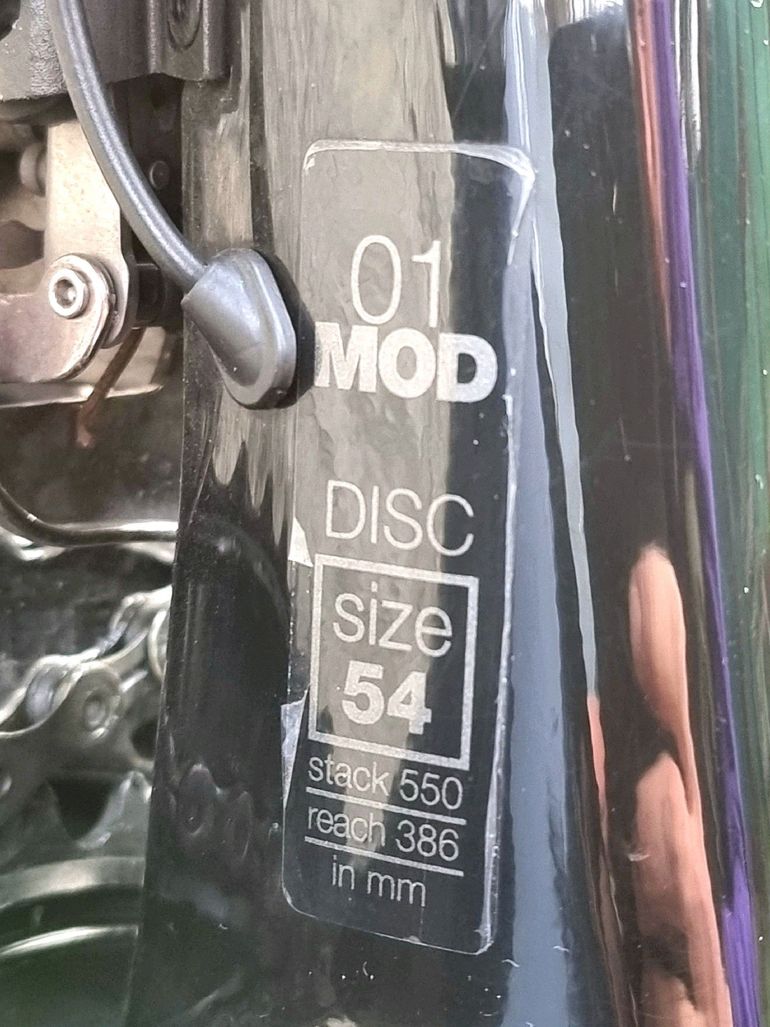 01
MOD
DISC
size
54
stack 550
reach 386
in mm